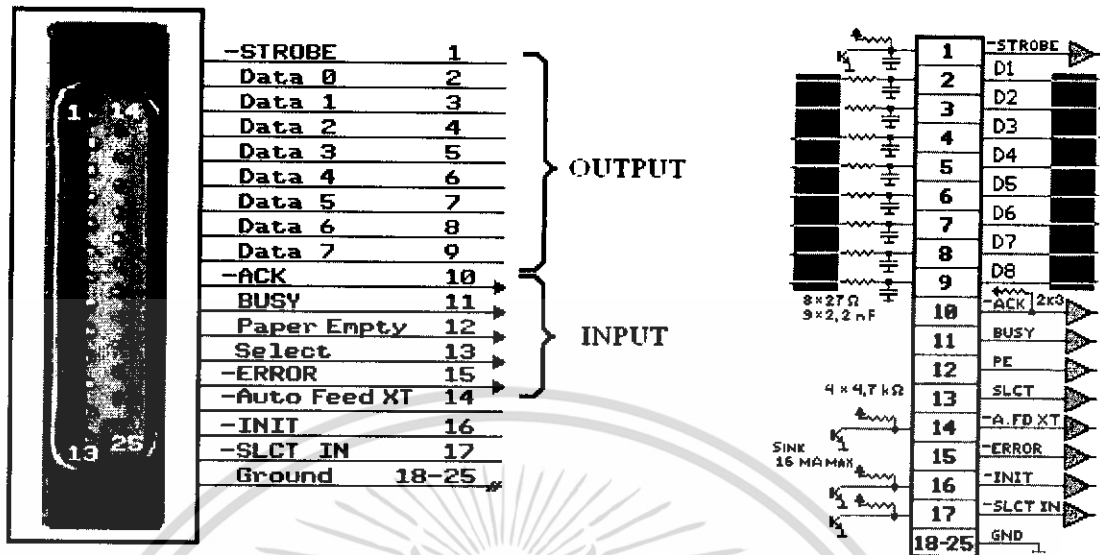 1 14
13 25
-STROBE 1
Data 0 2
Data 1 3
Data 2 4
Data 3 5
Data 4 6
Data 5 7
Data 6 8
Data 7 9
-ACK 10
BUSY 11
Paper Empty 12
Select 13
-ERROR 15
-Auto Feed XT 14
-INIT 16
-SLCT IN 17
Ground 18-25
OUTPUT
INPUT
1 -STROBE
2 D1
3 D2
4 D3
5 D4
6 D5
7 D6
8 D7
9 D8
8×27Ω
9×2,2nF
10 -ACK 2K3
11 BUSY
12 PE
4 × 4,7 kΩ
13 SLCT
14 -A.FD XT
SINK
16 MA MAX
15 -ERROR
16 -INIT
17 -SLCT IN
18-25 GND